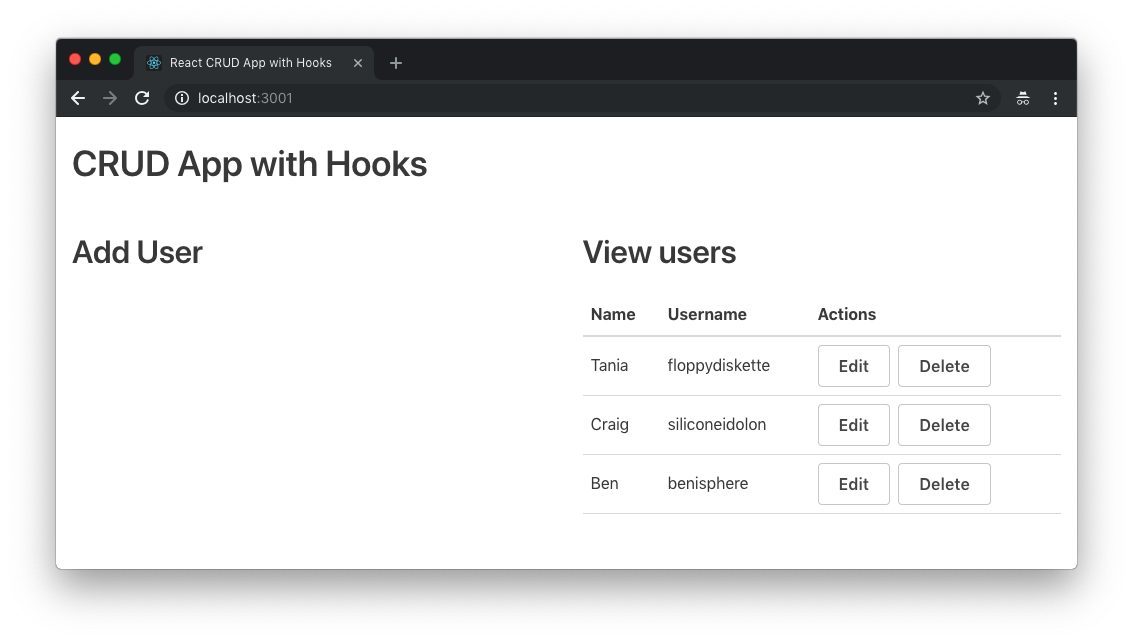 React CRUD App with Hooks
localhost:3001
CRUD App with Hooks
Add User
View users
Name Username Actions
Tania floppydiskette Edit Delete
Craig siliconeidolon Edit Delete
Ben benisphere Edit Delete